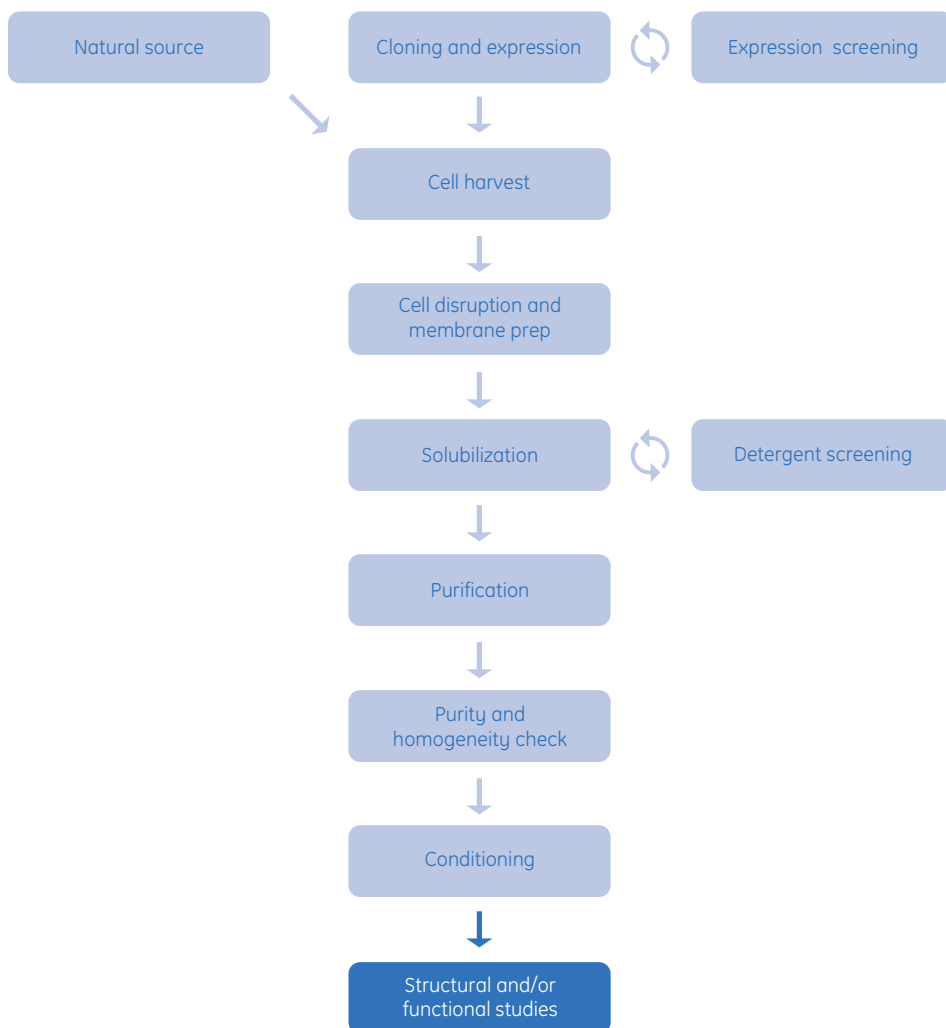 Natural source
Cloning and expression
Expression screening
Cell harvest
Cell disruption and
membrane prep
Solubilization
Detergent screening
Purification
Purity and
homogeneity check
Conditioning
Structural and/or
functional studies